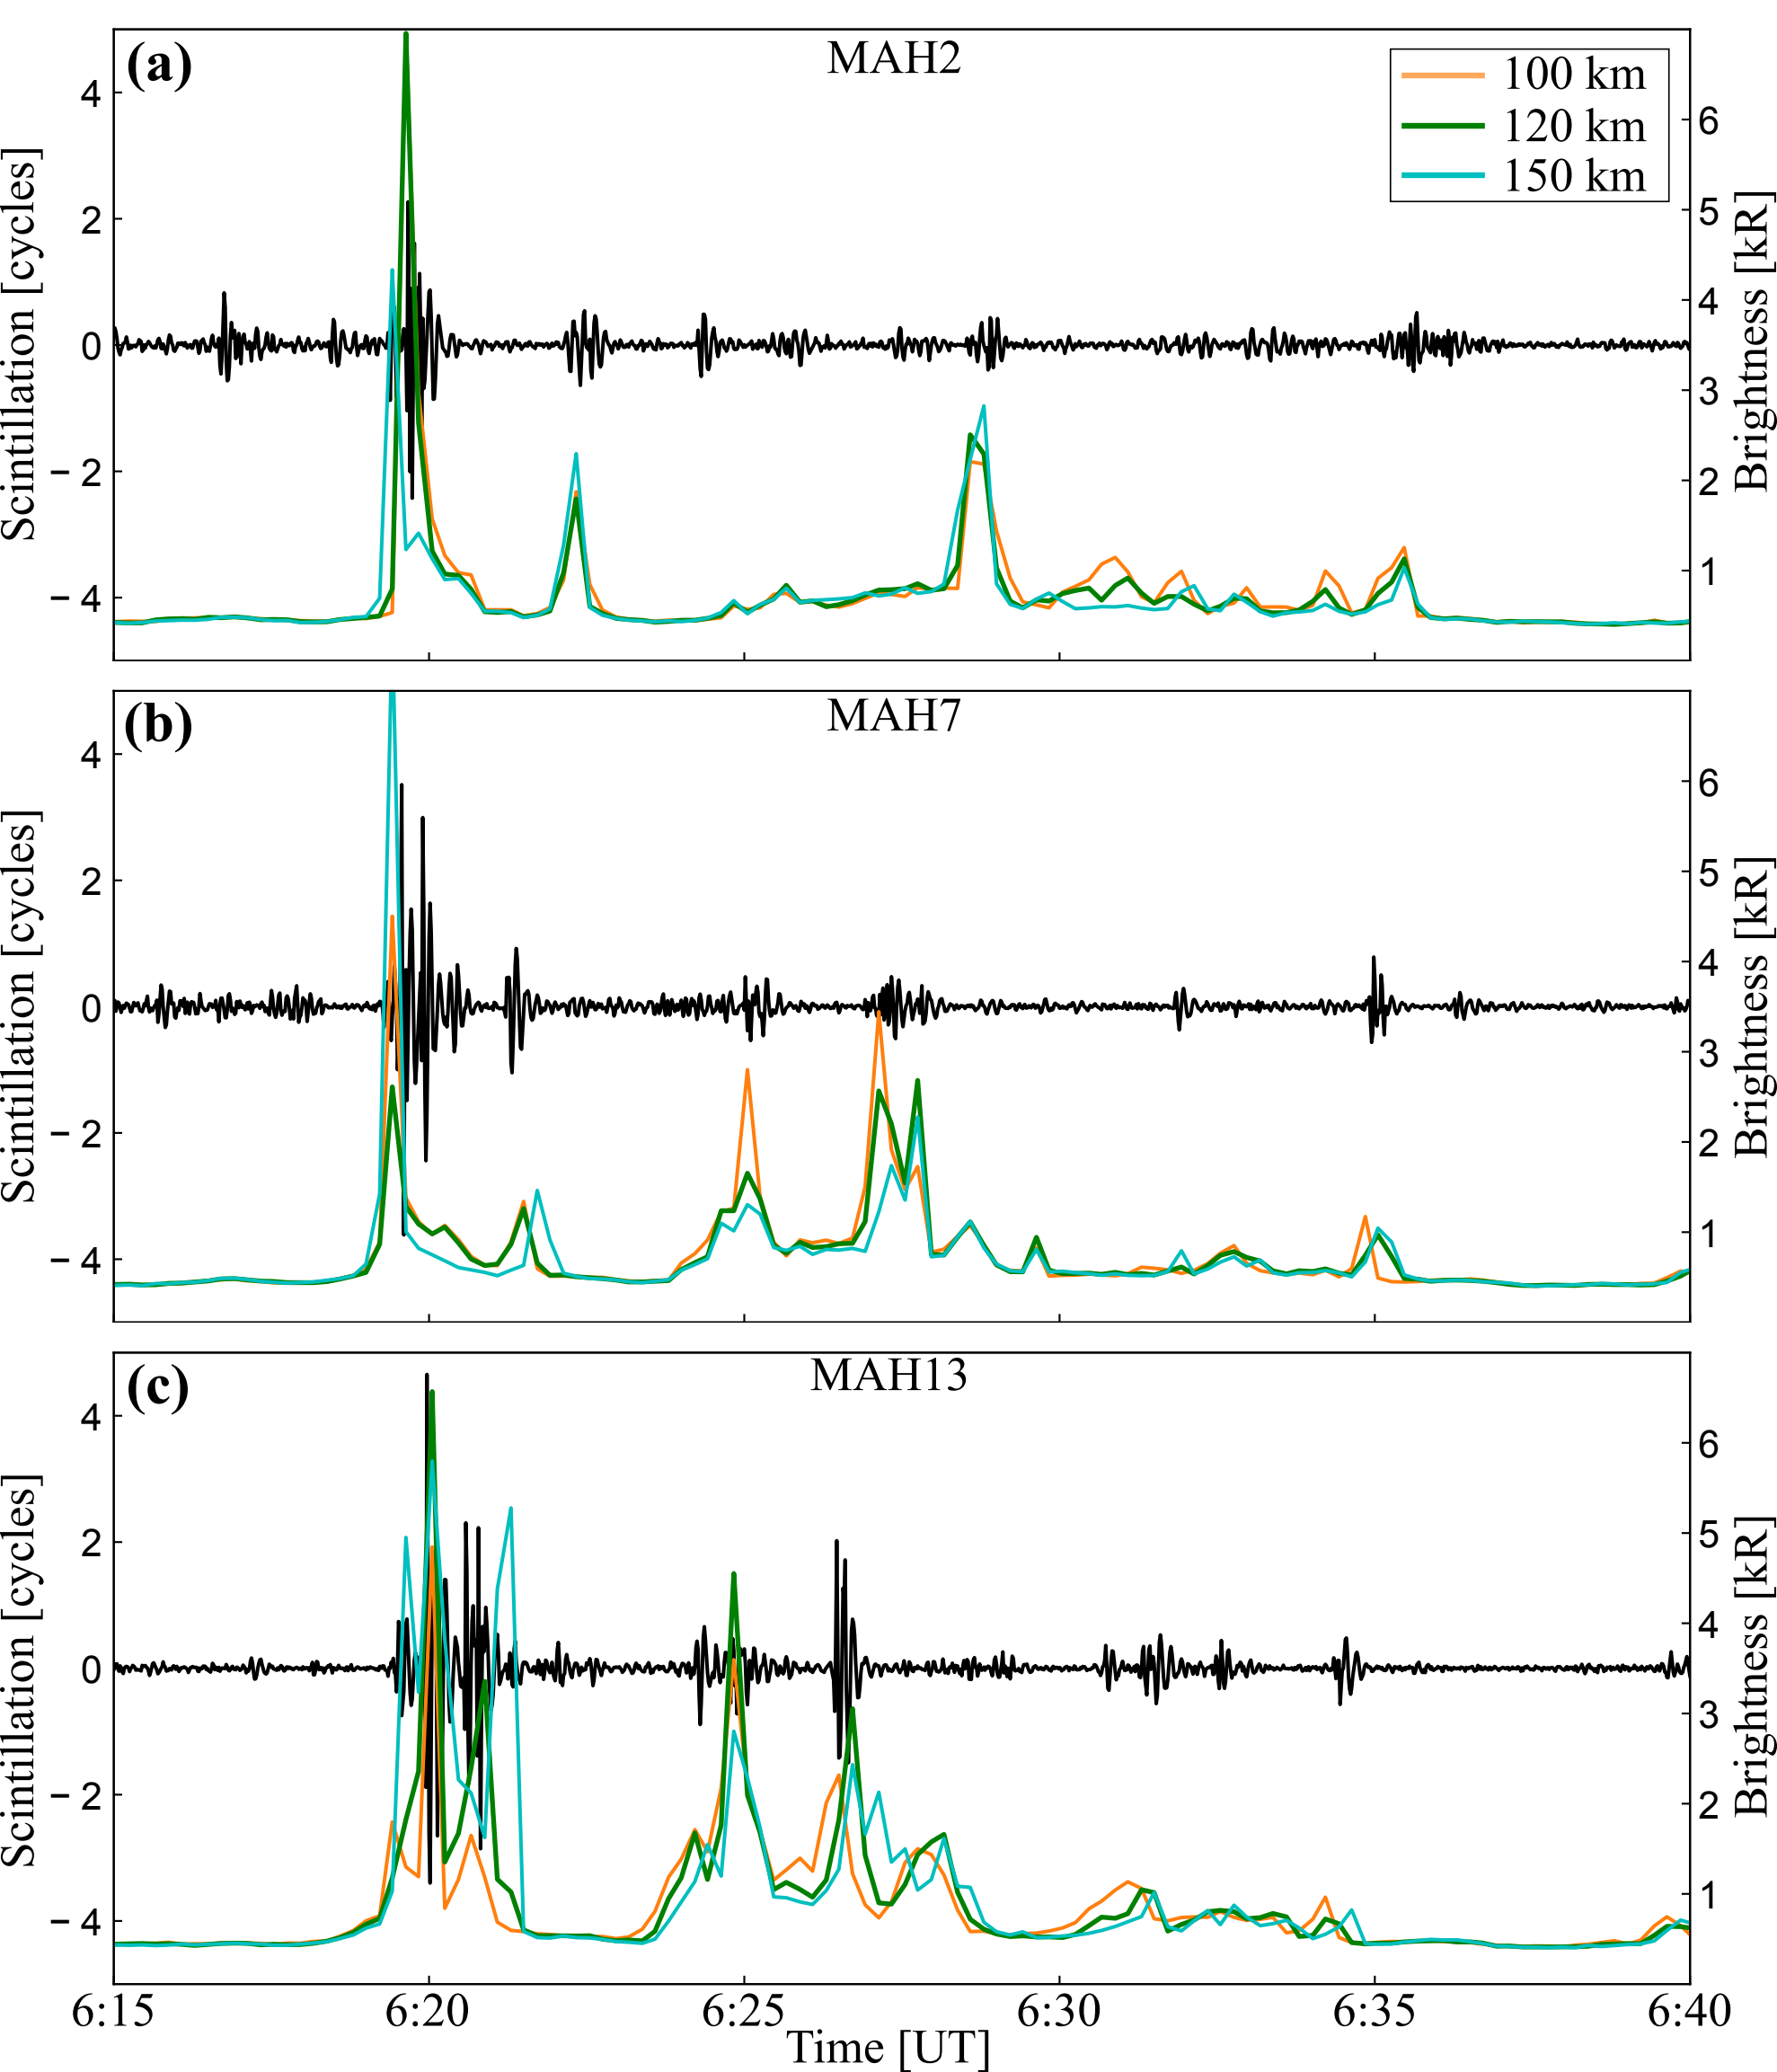 (a)
MAH2
100 km
120 km
150 km
4
2
0
−2
−4
Scintillation [cycles]
6
5
4
3
2
1
Brightness [kR]
(b)
MAH7
4
2
0
−2
−4
Scintillation [cycles]
6
5
4
3
2
1
Brightness [kR]
(c)
MAH13
4
2
0
−2
−4
Scintillation [cycles]
6
5
4
3
2
1
Brightness [kR]
6:15 6:20 6:25 6:30 6:35 6:40
Time [UT]